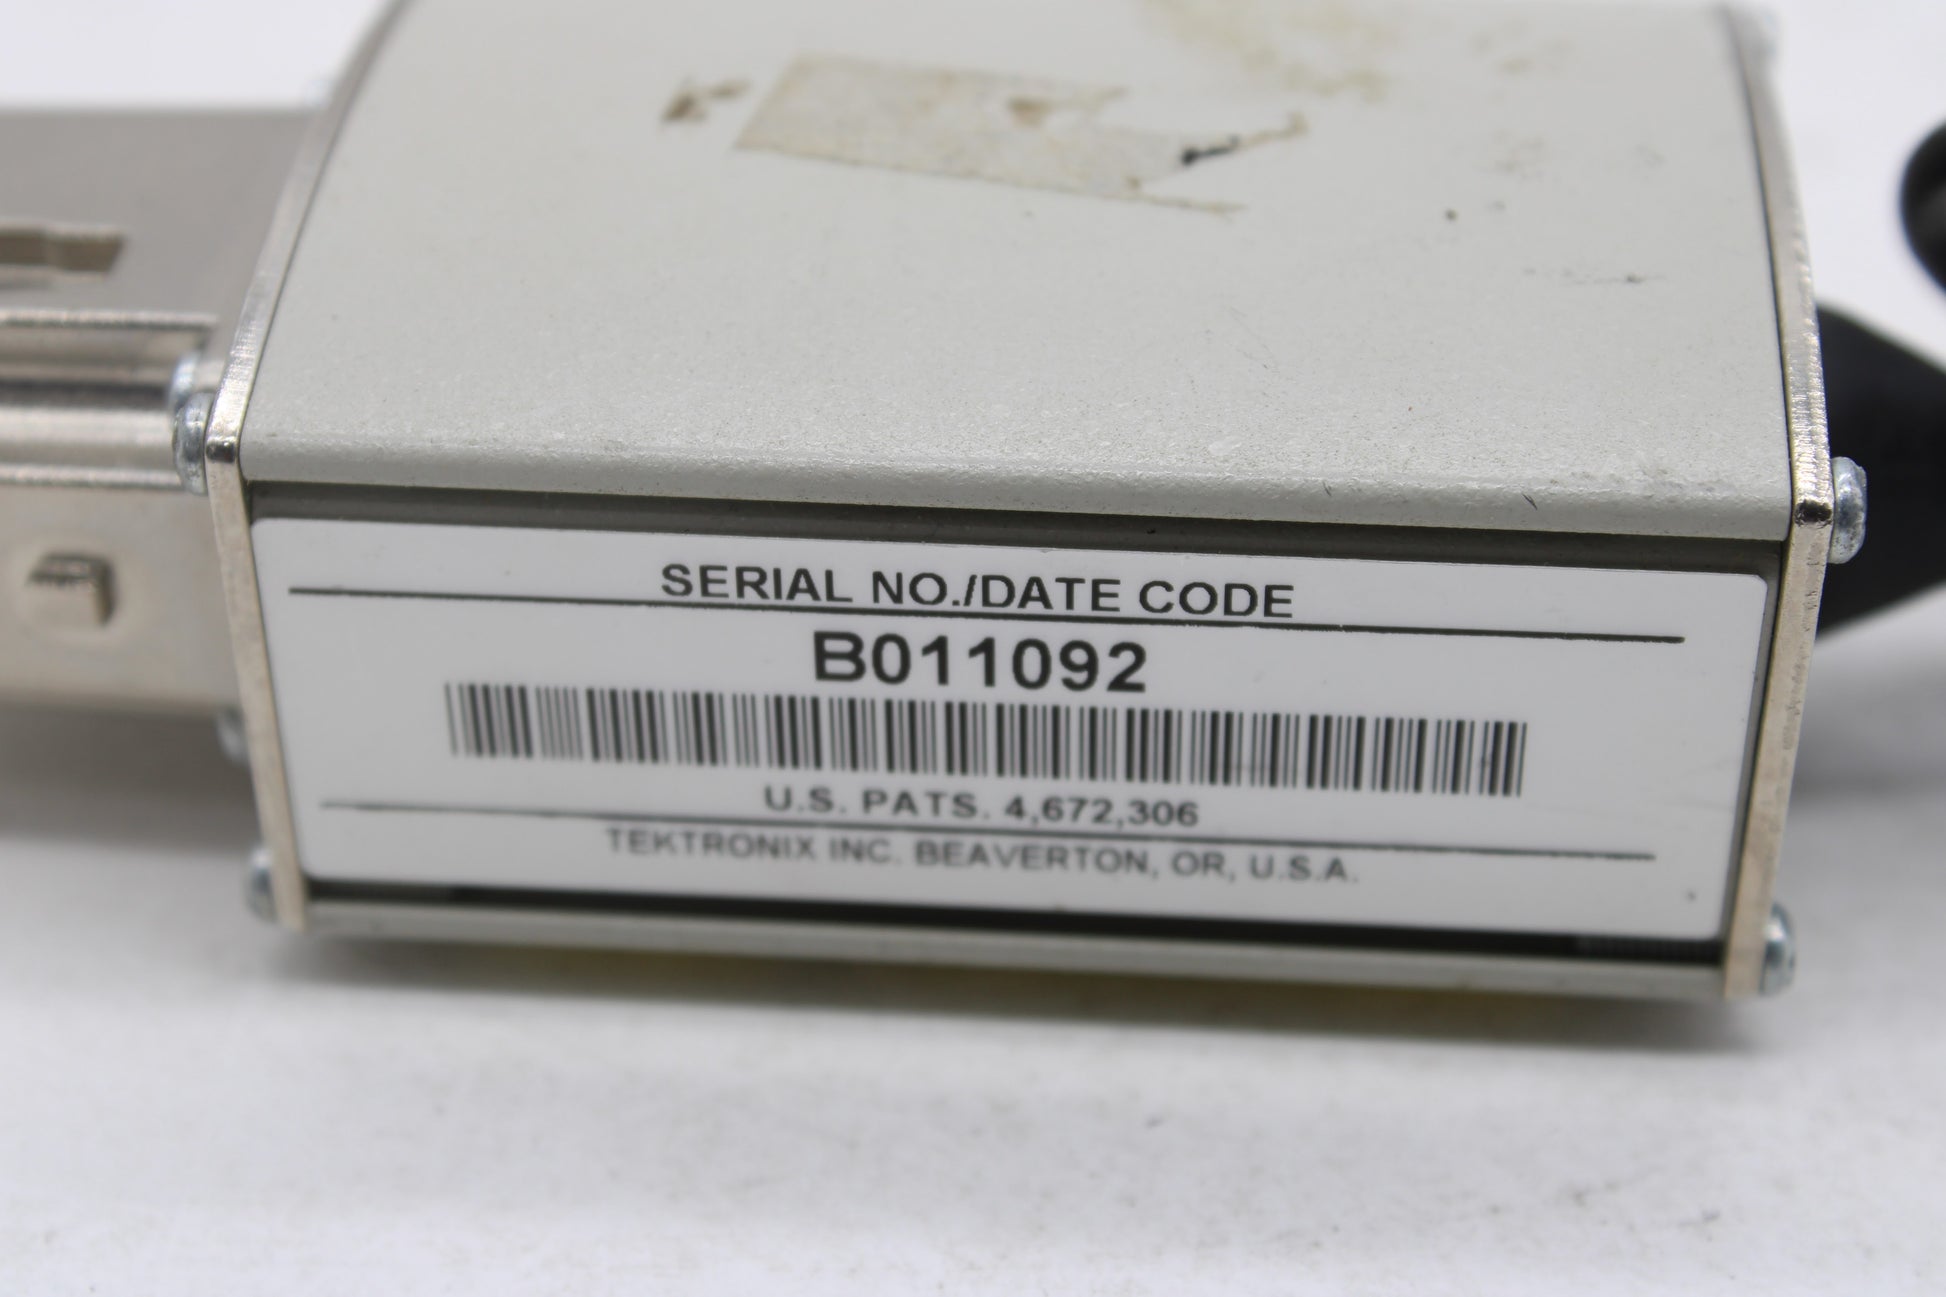 SERIAL NO./DATE CODE
B011092
U.S. PATS. 4,672,306
TEKTRONIX INC. BEAVERTON, OR, U.S.A.